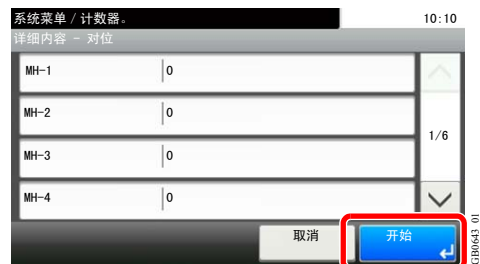 系统菜单 / 计数器。 10:10
详细内容 - 对位
MH-1 0
MH-2 0
1/6
MH-3 0
MH-4 0
取消 开始
GB0643_01